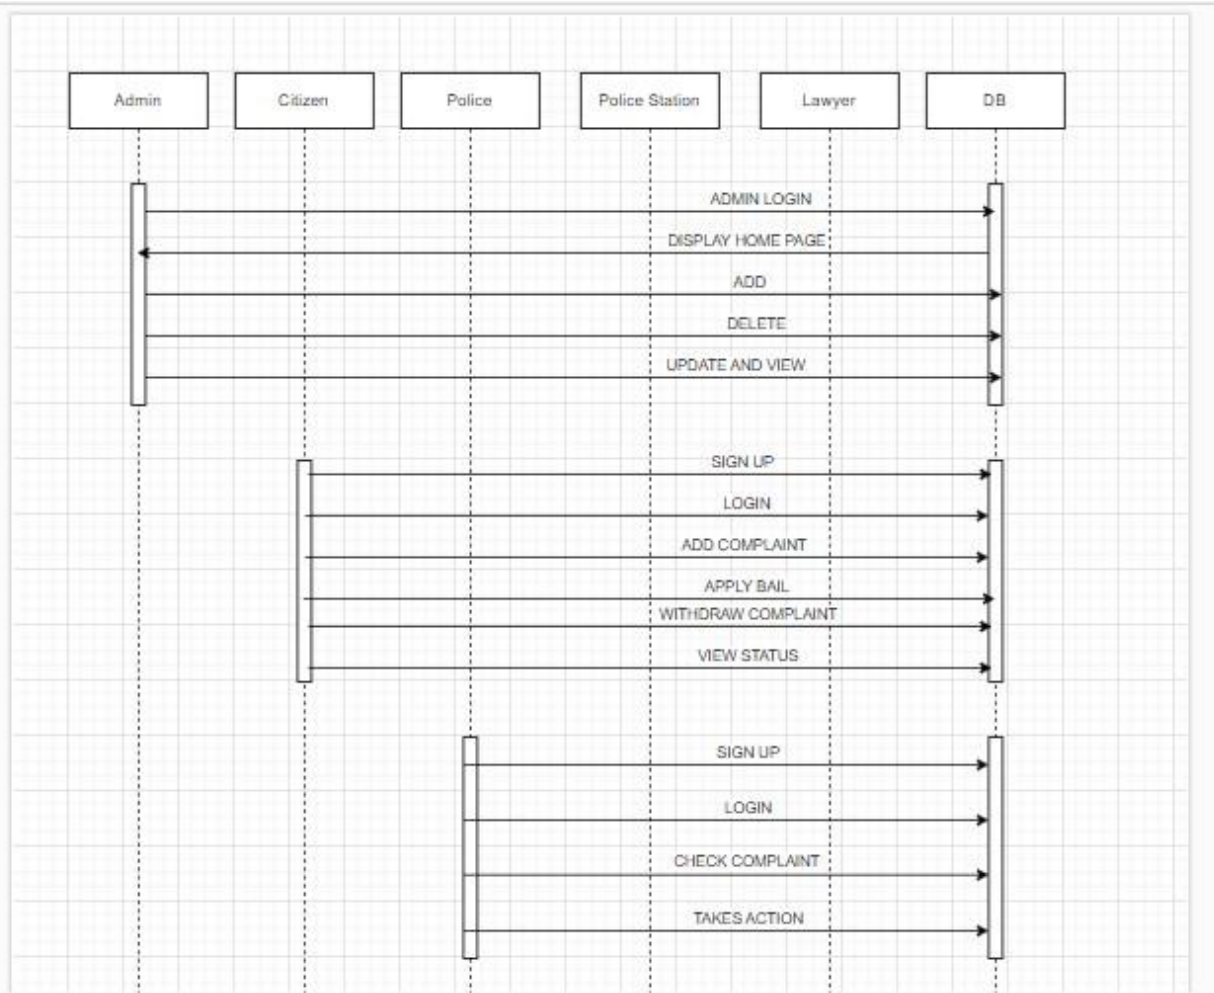 Admin
Citizen
Police
Police Station
Lawyer
DB
ADMIN LOGIN
DISPLAY HOME PAGE
ADD
DELETE
UPDATE AND VIEW
SIGN UP
LOGIN
ADD COMPLAINT
APPLY BAIL
WITHDRAW COMPLAINT
VIEW STATUS
SIGN UP
LOGIN
CHECK COMPLAINT
TAKES ACTION